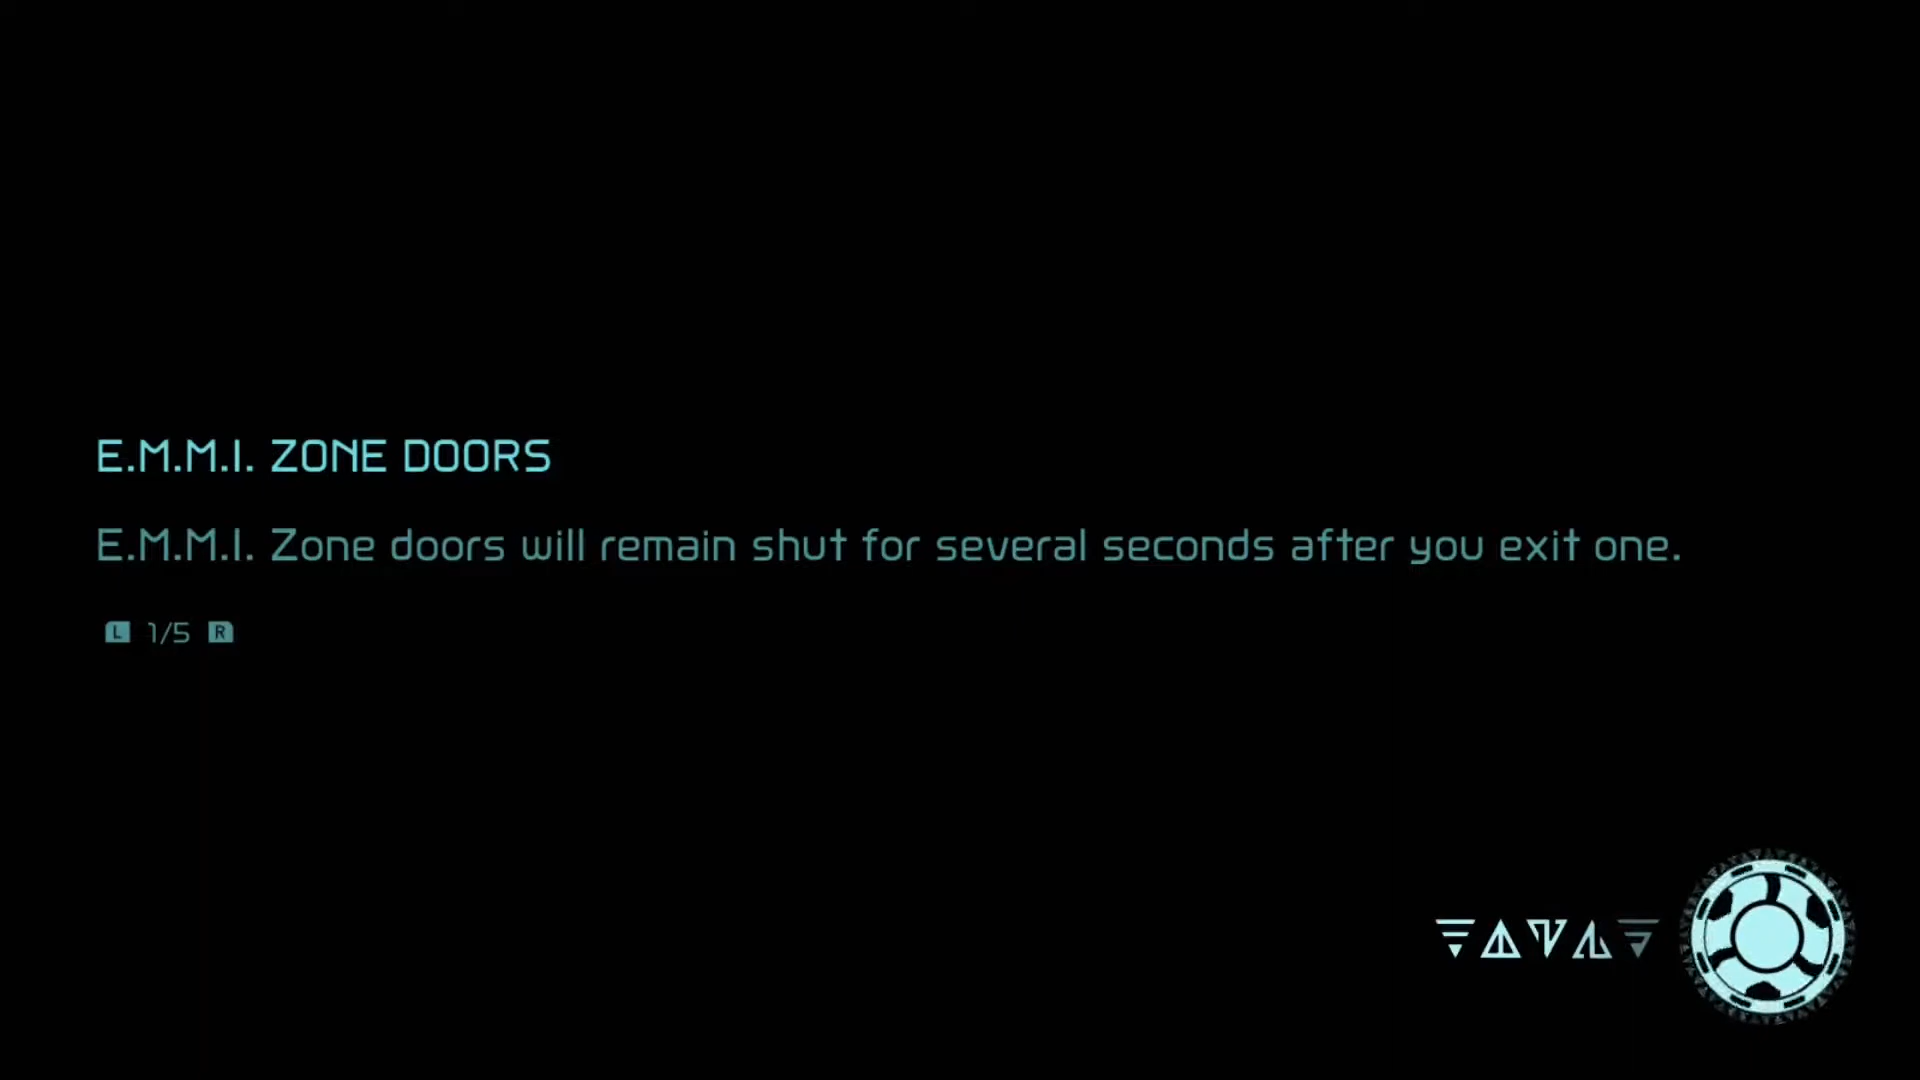 E.M.M.I. ZONE DOORS
E.M.M.I. Zone doors will remain shut for several seconds after you exit one.
L 1/5 R